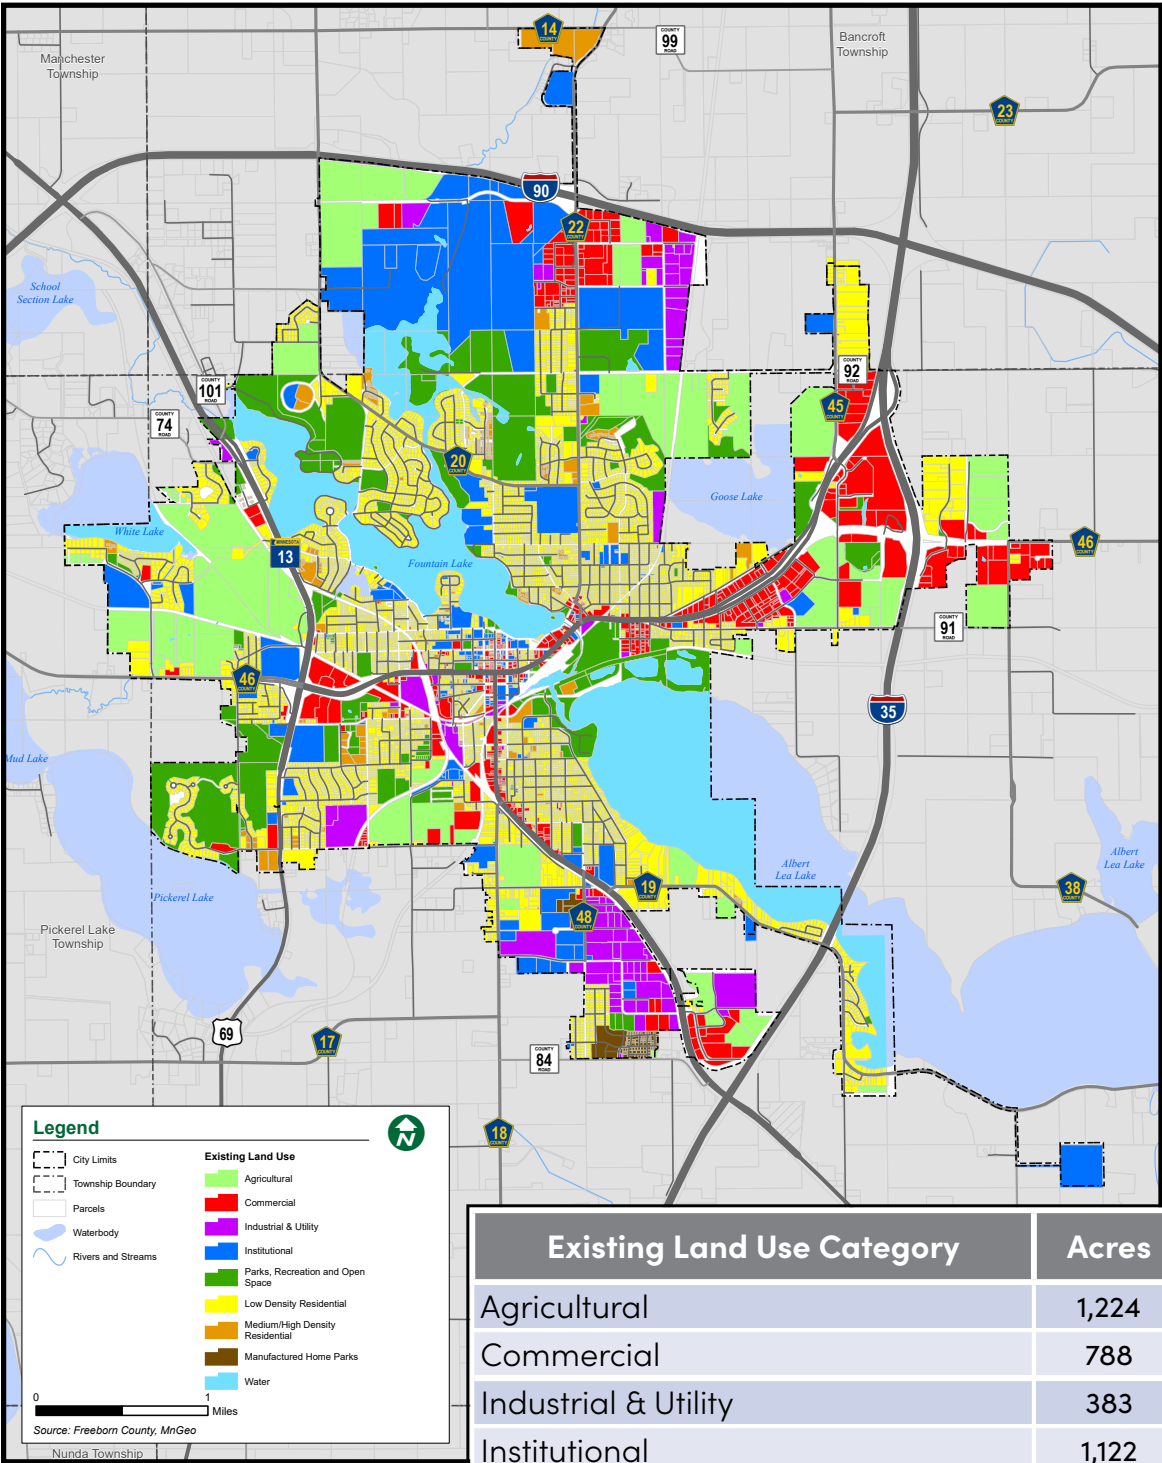 14
COUNTY
COUNTY
99
ROAD
Manchester
Township
Bancroft
Township
23
COUNTY
90
22
COUNTY
School
Section Lake
COUNTY
101
ROAD
COUNTY
92
ROAD
COUNTY
74
ROAD
45
COUNTY
20
COUNTY
Goose Lake
White Lake
MINNESOTA
13
Fountain Lake
46
COUNTY
COUNTY
91
ROAD
46
COUNTY
35
Mud Lake
Albert
Lea Lake
Albert
Lea Lake
19
COUNTY
38
COUNTY
Pickerel Lake
48
COUNTY
Pickerel Lake
Township
69
17
COUNTY
COUNTY
84
ROAD
18
COUNTY
Legend
N
City Limits
Township Boundary
Parcels
Waterbody
Rivers and Streams
Existing Land Use
Agricultural
Commercial
Industrial & Utility
Institutional
Parks, Recreation and Open
Space
Low Density Residential
Medium/High Density
Residential
Manufactured Home Parks
Water
0 1
Miles
Source: Freeborn County, MnGeo
Nunda Township
Existing Land Use Category Acres
Agricultural 1,224
Commercial 788
Industrial & Utility 383
Institutional 1,122